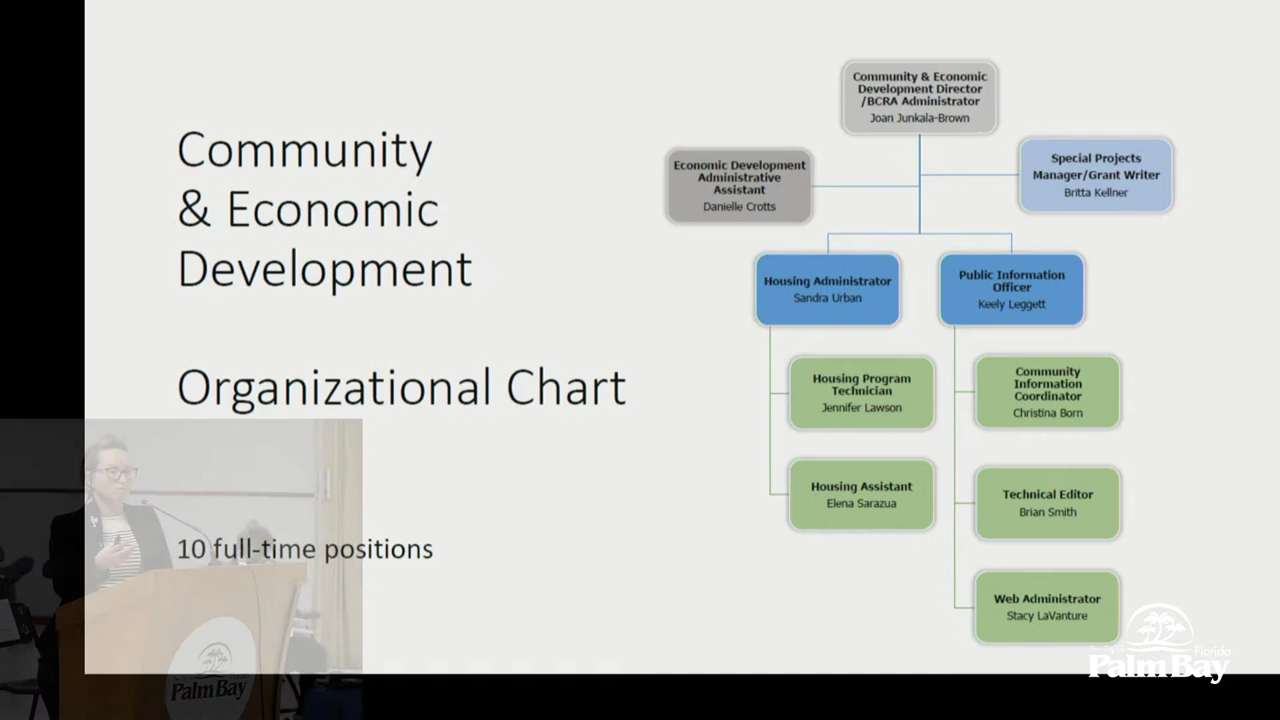 Community
& Economic
Development
Organizational Chart
10 full-time positions
Community & Economic
Development Director
/BCRA Administrator
Joan Junkala-Brown
Economic Development
Administrative
Assistant
Danielle Crotts
Special Projects
Manager/Grant Writer
Britta Kellner
Housing Administrator
Sandra Urban
Public Information
Officer
Keely Leggett
Housing Program
Technician
Jennifer Lawson
Community
Information
Coordinator
Christina Born
Housing Assistant
Elena Sarazua
Technical Editor
Brian Smith
Web Administrator
Stacy LaVanture
Florida
Palm Bay
Palm Bay